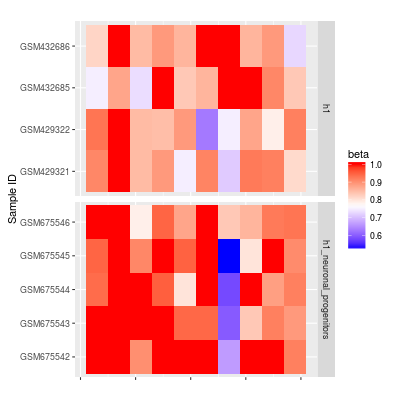 GSM432686
GSM432685
GSM429322
GSM429321
h1
GSM675546
GSM675545
GSM675544
GSM675543
GSM675542
h1_neuronal_progenitors
Sample ID
beta
1.0
0.9
0.8
0.7
0.6